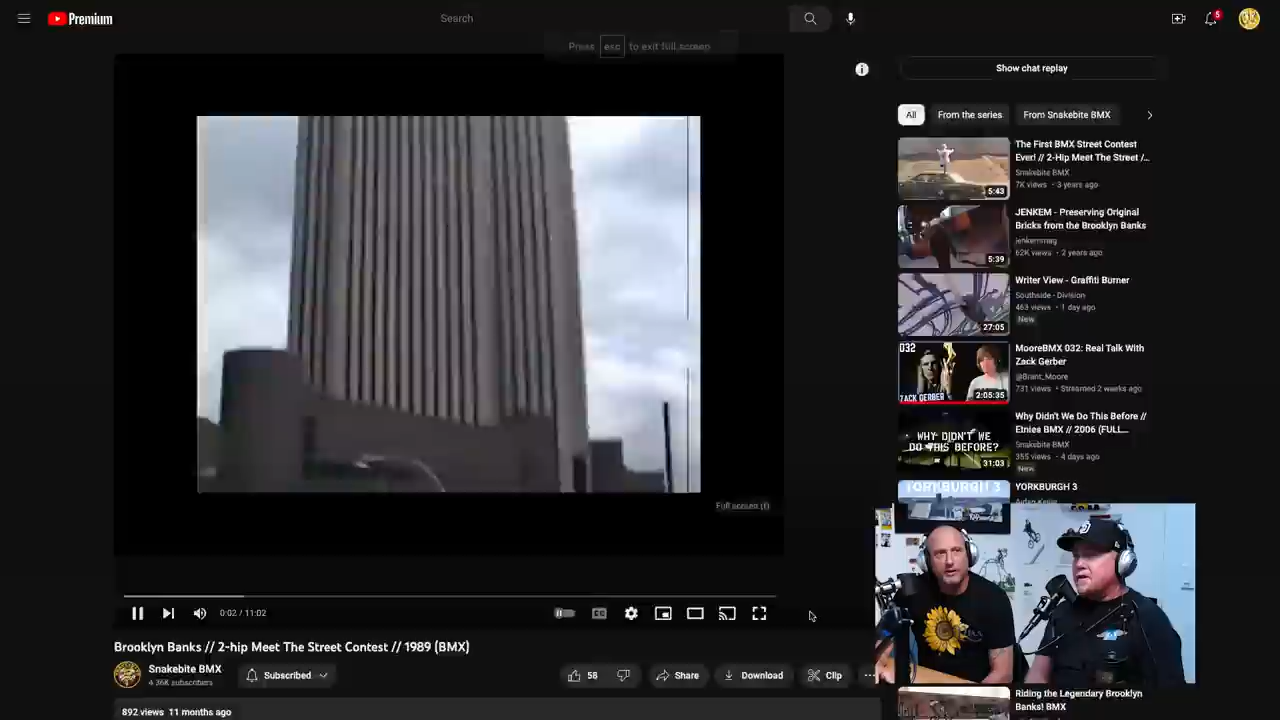 Premium
Search
5
Press esc to exit full screen
Show chat replay
All
From the series
From Snakebite BMX
The First BMX Street Contest
Ever! // 2-Hip Meet The Street /...
Snakebite BMX
7K views • 3 years ago
5:43
JENKEM - Preserving Original
Bricks from the Brooklyn Banks
jenkemmag
62K views • 2 years ago
5:39
Writer View - Graffiti Burner
Southside - Division
463 views • 1 day ago
New
27:05
032
ZACK GERBER
MooreBMX 032: Real Talk With
Zack Gerber
@Brant_Moore
731 views • Streamed 2 weeks ago
2:05:35
WHY DIDN'T WE
DO THIS BEFORE?
Why Didn't We Do This Before //
Etnies BMX // 2006 (FULL...
Snakebite BMX
355 views • 4 days ago
New
31:03
YORKBURGH 3
YORKBURGH 3
Full screen (f)
0:02 / 11:02
CC
Brooklyn Banks // 2-hip Meet The Street Contest // 1989 (BMX)
Snakebite BMX
4.36K subscribers
Subscribed
58
Share
Download
Clip
...
892 views 11 months ago
Riding the Legendary Brooklyn
Banks! BMX